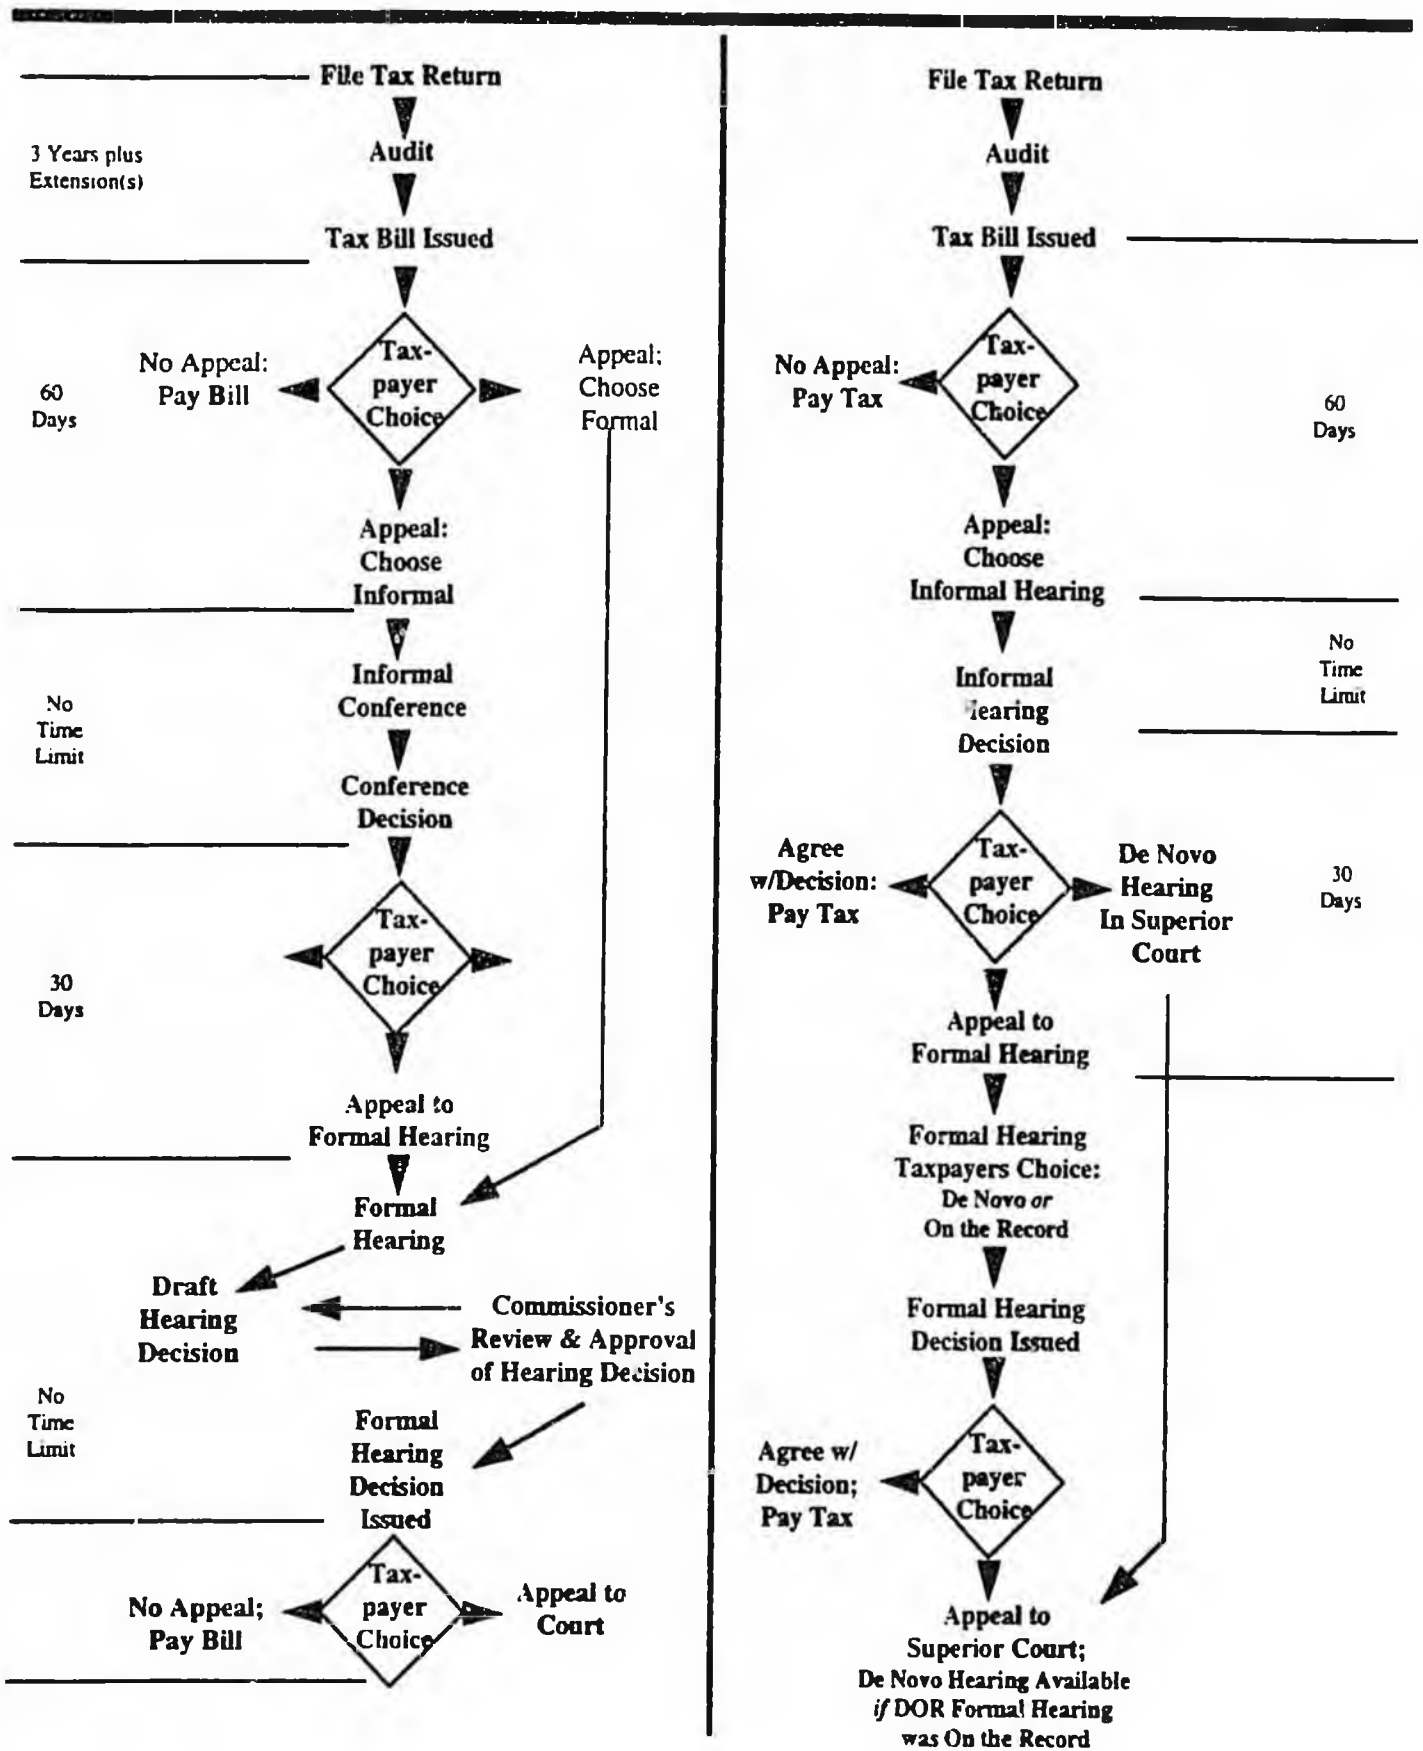 File Tax Return
3 Years plus
Extension(s)
Audit
Tax Bill Issued
60
Days
No Appeal:
Pay Bill
Tax-
payer
Choice
Appeal;
Choose
Formal
Appeal:
Choose
Informal
No
Time
Limit
Informal
Conference
Conference
Decision
30
Days
Tax-
payer
Choice
Appeal to
Formal Hearing
Formal
Hearing
Draft
Hearing
Decision
Commissioner's
Review & Approval
of Hearing Decision
No
Time
Limit
Formal
Hearing
Decision
Issued
No Appeal;
Pay Bill
Tax-
payer
Choice
Appeal to
Court
File Tax Return
Audit
Tax Bill Issued
No Appeal:
Pay Tax
Tax-
payer
Choice
60
Days
Appeal:
Choose
Informal Hearing
No
Time
Limit
Informal
Hearing
Decision
Agree
w/Decision:
Pay Tax
Tax-
payer
Choice
De Novo
Hearing
In Superior
Court
30
Days
Appeal to
Formal Hearing
Formal Hearing
Taxpayers Choice:
De Novo or
On the Record
Formal Hearing
Decision Issued
Agree w/
Decision;
Pay Tax
Tax-
payer
Choice
Appeal to
Superior Court;
De Novo Hearing Available
if DOR Formal Hearing
was On the Record